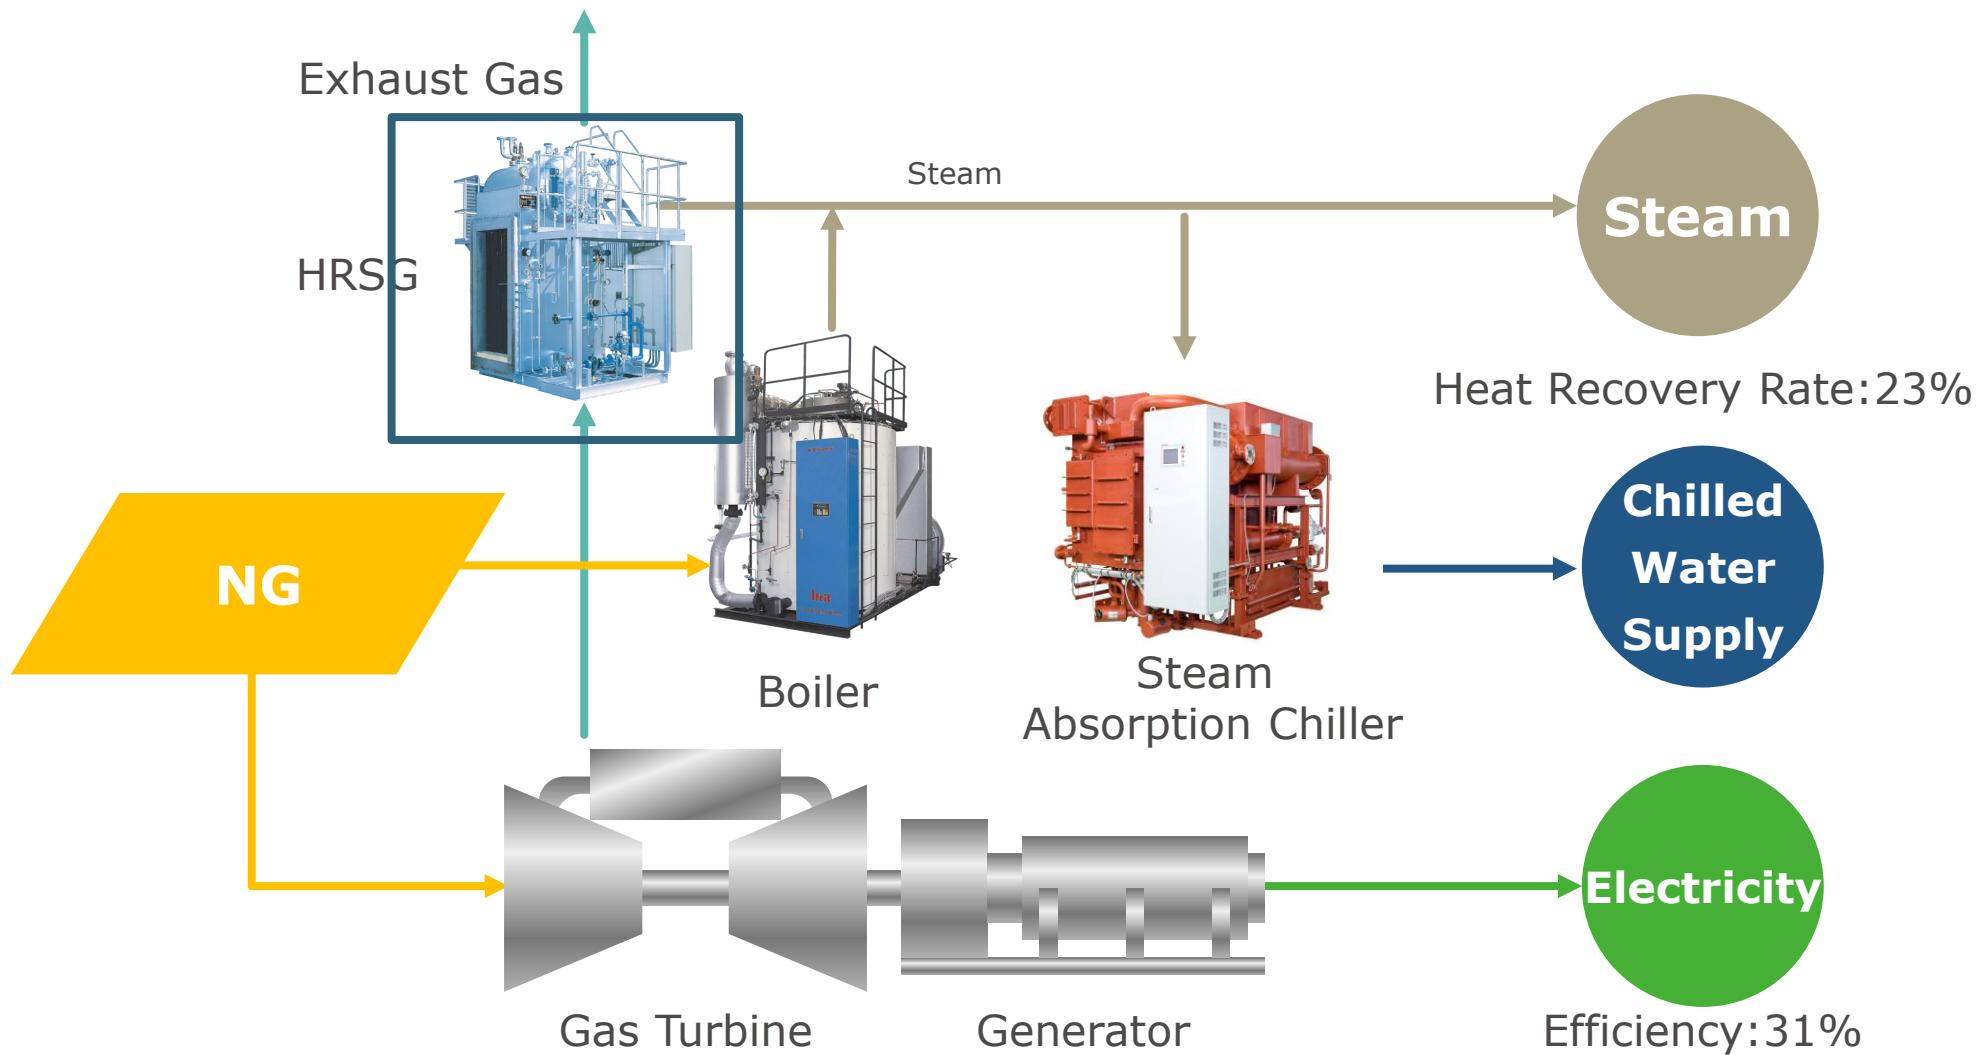 Exhaust Gas
HRSG
Steam
Steam
Heat Recovery Rate:23%
NG
Boiler
Steam
Absorption Chiller
Chilled
Water
Supply
Gas Turbine
Generator
Electricity
Efficiency:31%